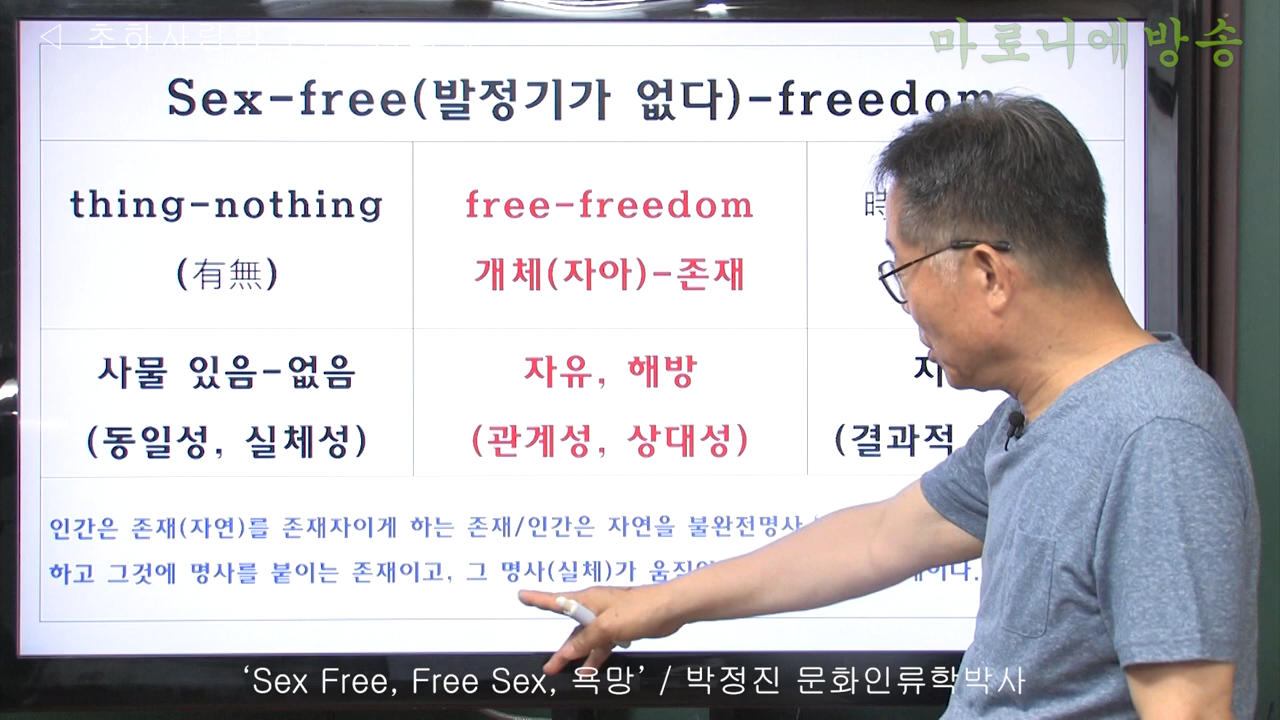 마로니에방송
Sex-free(발정기가 없다)-freedom
thing-nothing
(有無)
free-freedom
개체(자아)-존재
時
사물 있음-없음
(동일성, 실체성)
자유, 해방
(관계성, 상대성)
(결과적
인간은 존재(자연)를 존재자이게 하는 존재/인간은 자연을 불완전명사
하고 그것에 명사를 붙이는 존재이고, 그 명사(실체)가
'Sex Free, Free Sex, 욕망' / 박정진 문화인류학박사